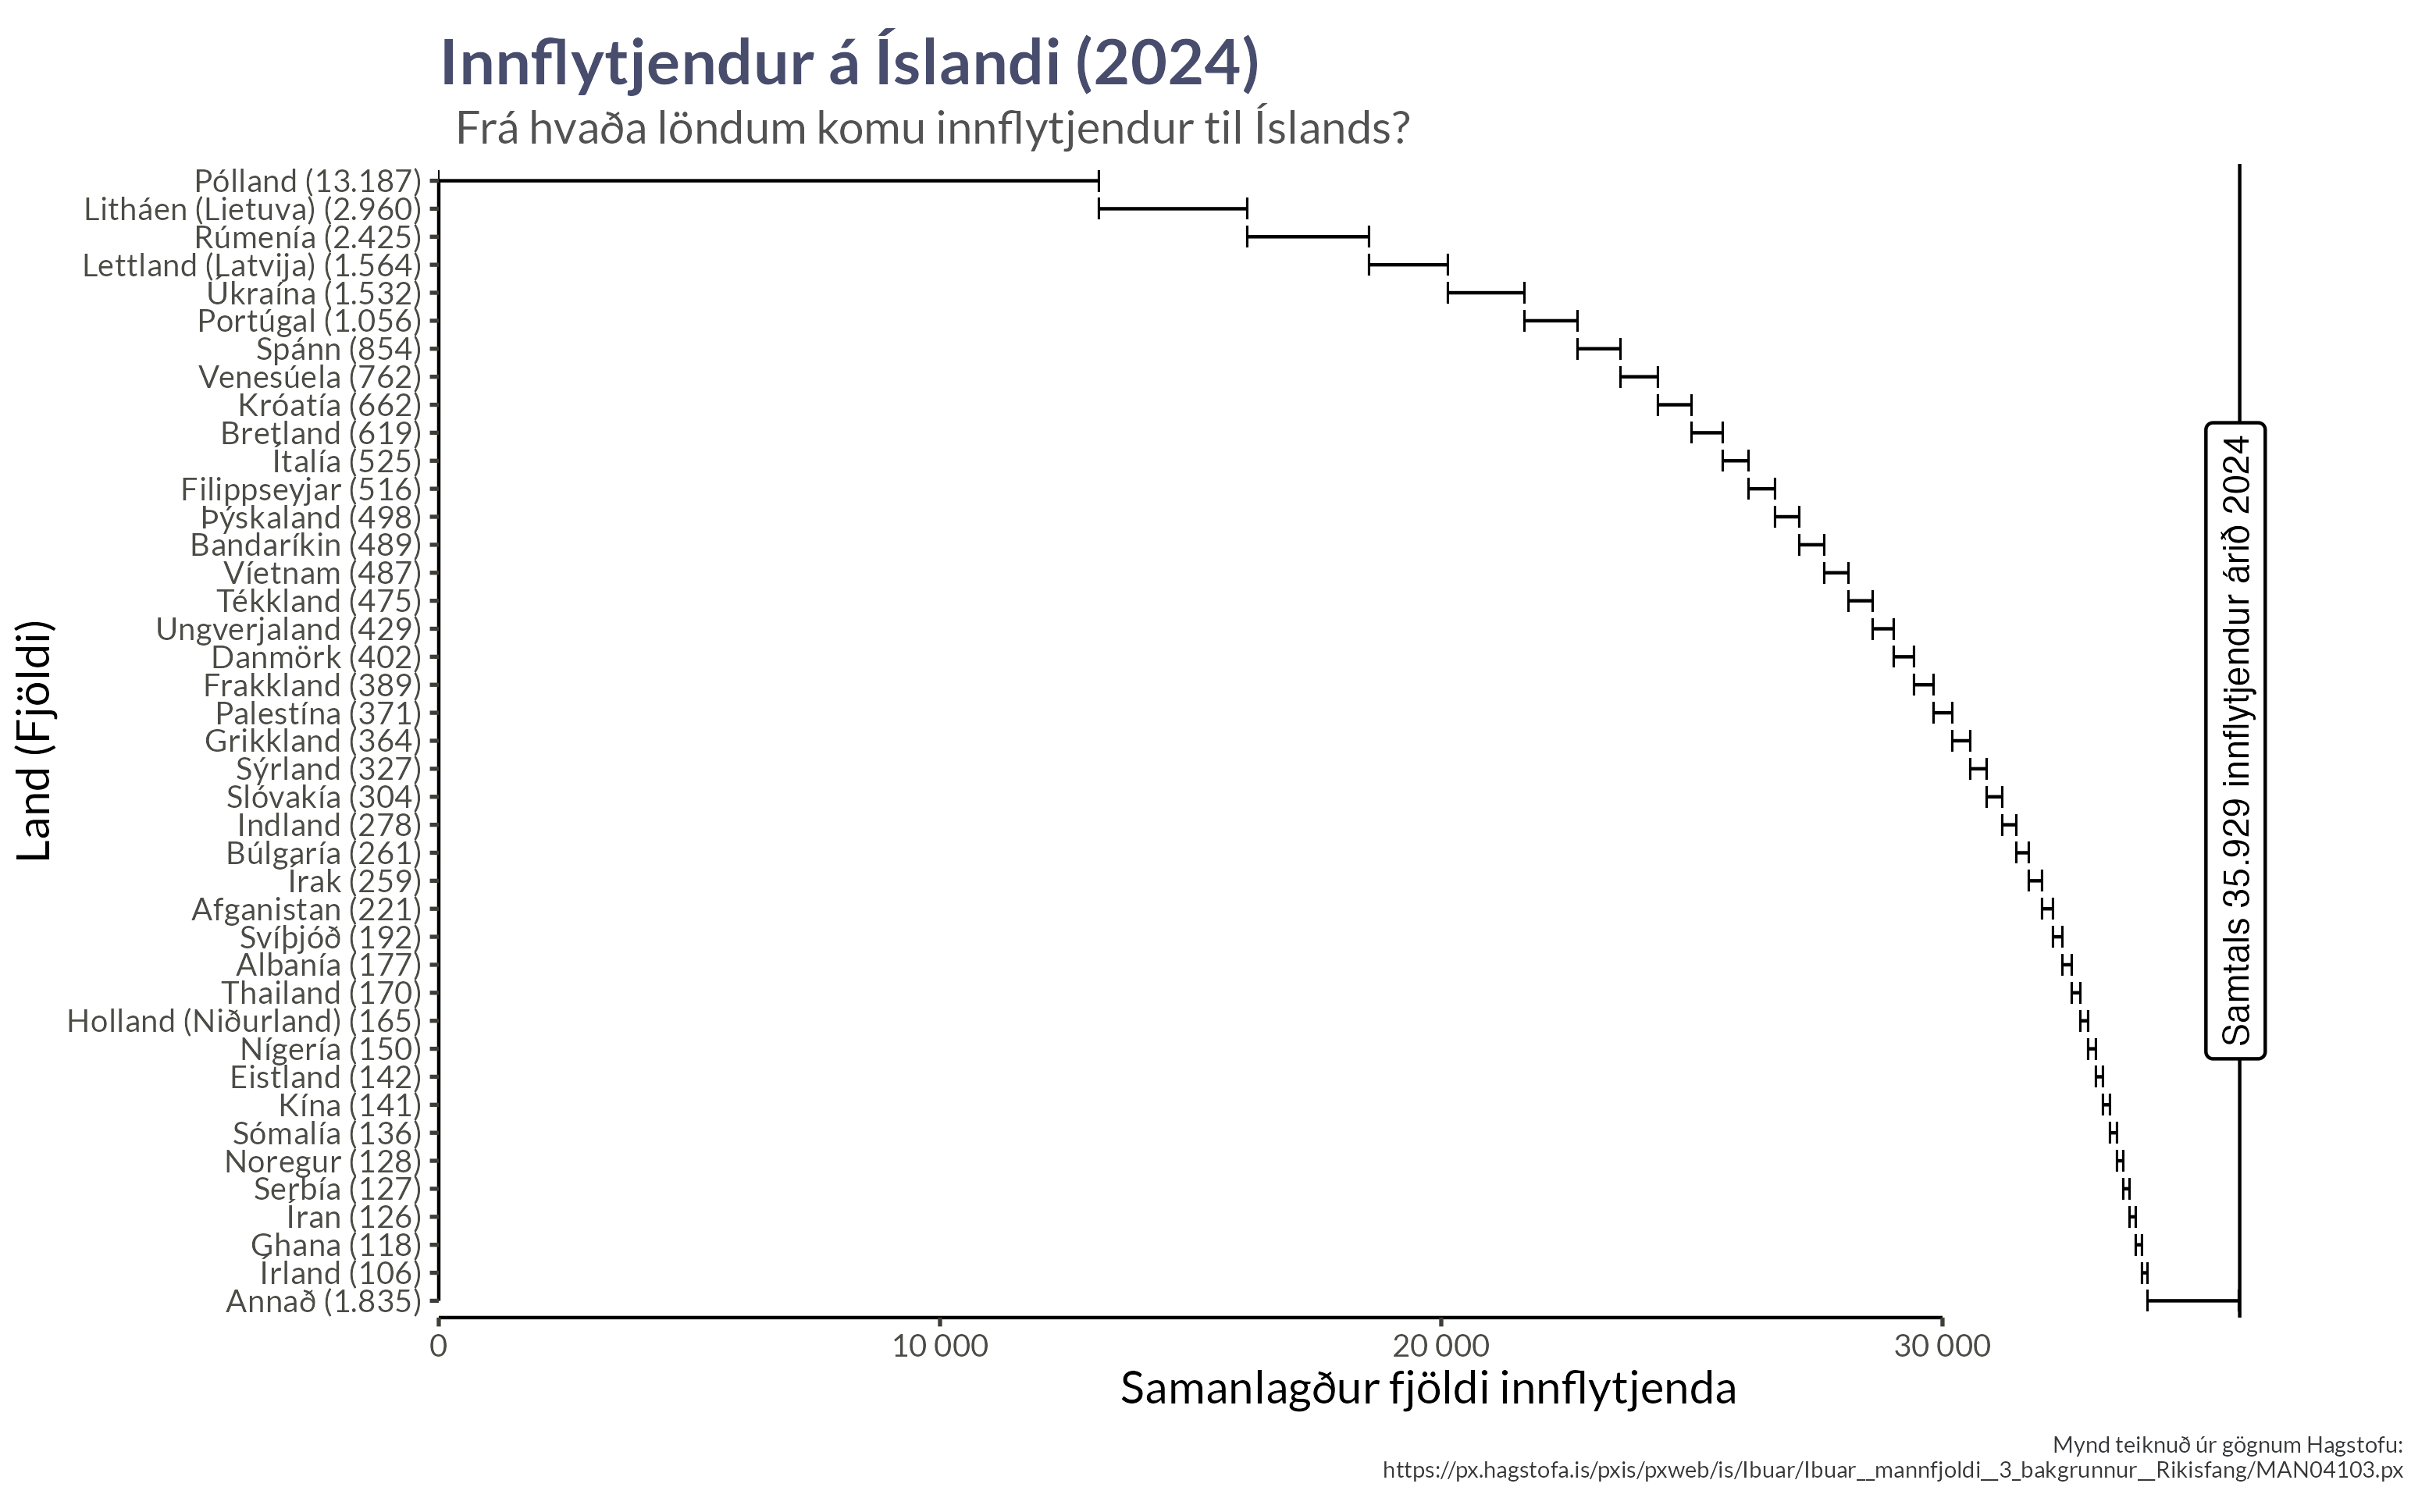 Innflytjendur á Íslandi (2024)
Frá hvaða löndum komu innflytjendur til Íslands?
Land (Fjöldi)
Pólland (13.187)
Litháen (Lietuva) (2.960)
Rúmenía (2.425)
Lettland (Latvija) (1.564)
Úkraína (1.532)
Portúgal (1.056)
Spánn (854)
Venesúela (762)
Króatía (662)
Bretland (619)
Ítalía (525)
Filippseyjar (516)
Þýskaland (498)
Bandaríkin (489)
Víetnam (487)
Tékkland (475)
Ungverjaland (429)
Danmörk (402)
Frakkland (389)
Palestína (371)
Grikkland (364)
Sýrland (327)
Slóvakía (304)
Indland (278)
Búlgaría (261)
Írak (259)
Afganistan (221)
Svíþjóð (192)
Albanía (177)
Thailand (170)
Holland (Niðurland) (165)
Nígería (150)
Eistland (142)
Kína (141)
Sómalía (136)
Noregur (128)
Serbía (127)
Íran (126)
Ghana (118)
Írland (106)
Annað (1.835)
Samtals 35.929 innflytjendur árið 2024
0 10 000 20 000 30 000
Samanlagður fjöldi innflytjenda
Mynd teiknuð úr gögnum Hagstofu:
https://px.hagstofa.is/pxis/pxweb/is/Ibuar/Ibuar__mannfjoldi__3_bakgrunnur__Rikisfang/MAN04103.px